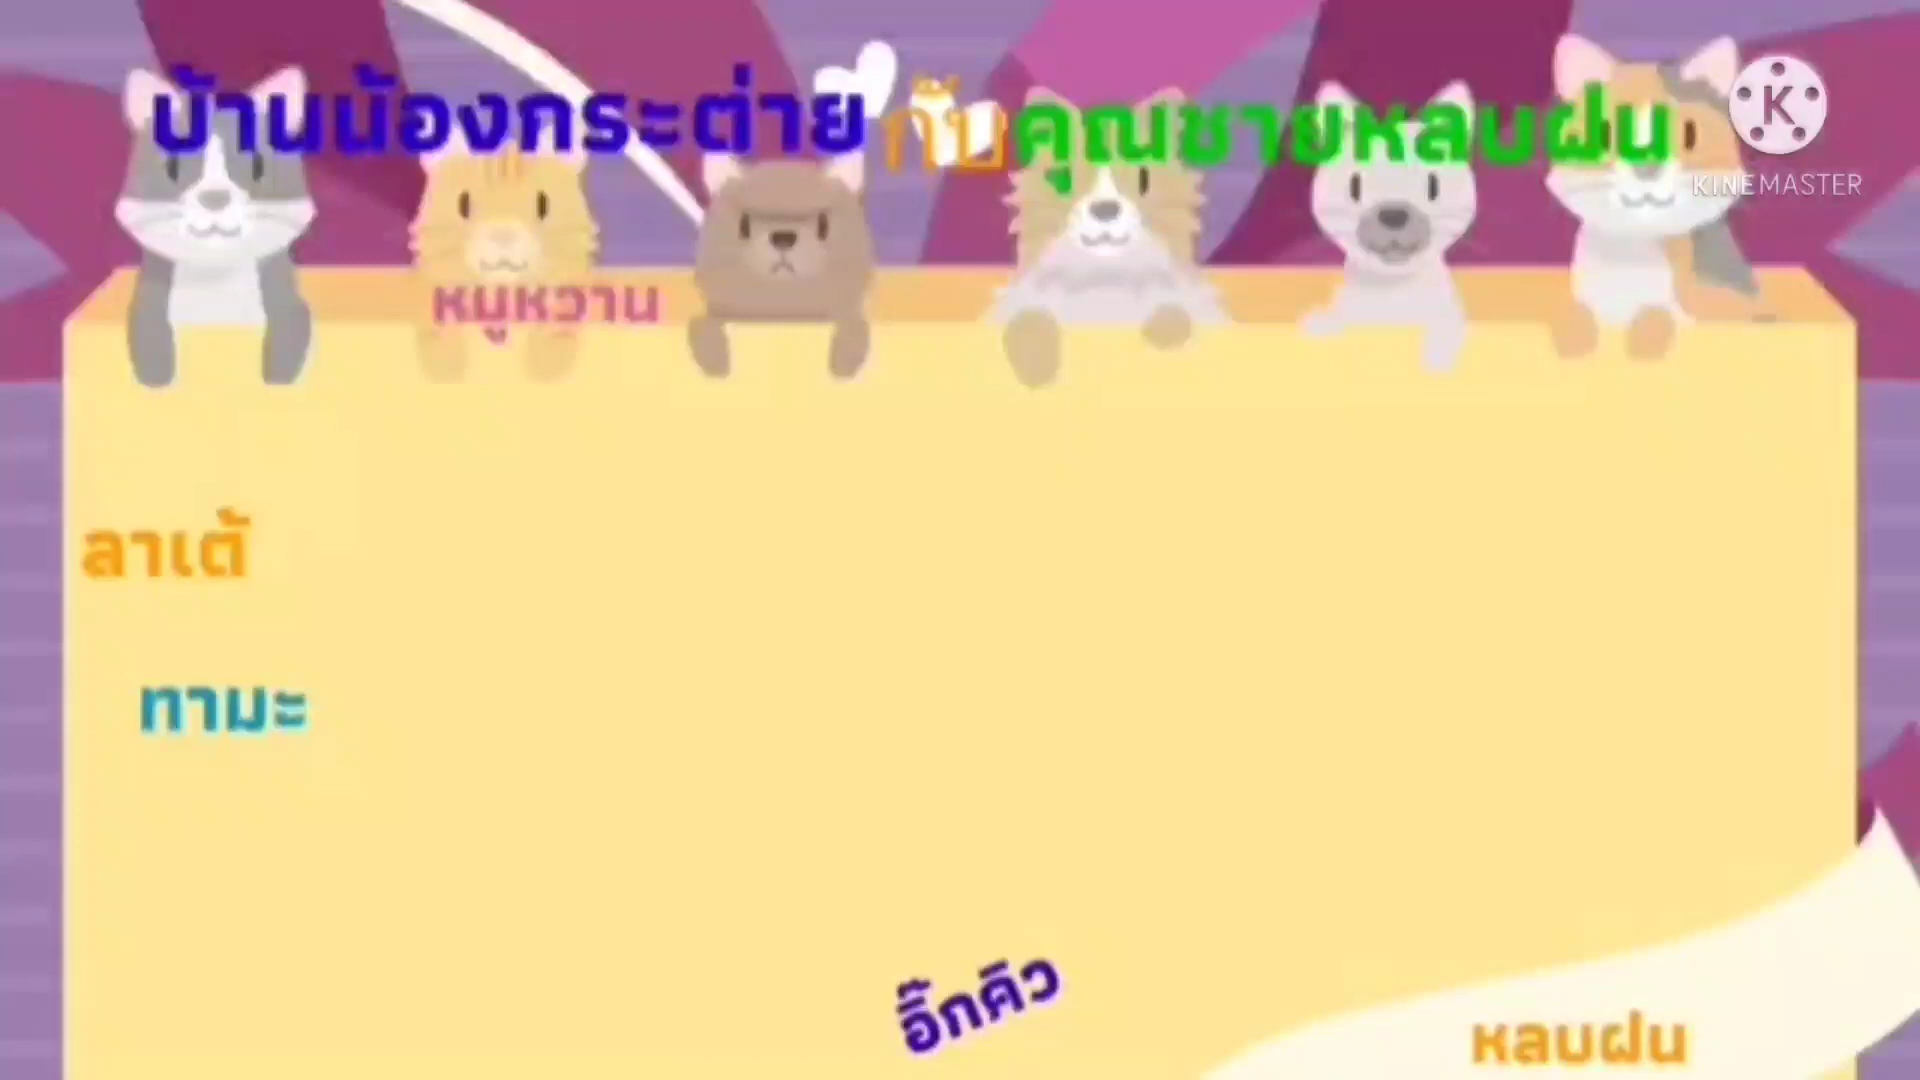 บ้านน้องกระต่าย กับ คุณชายหลบฝน
KINEMASTER
หมูหวาน
ลาเต้
ทามะ
อิ๊กคิว
หลบฝน